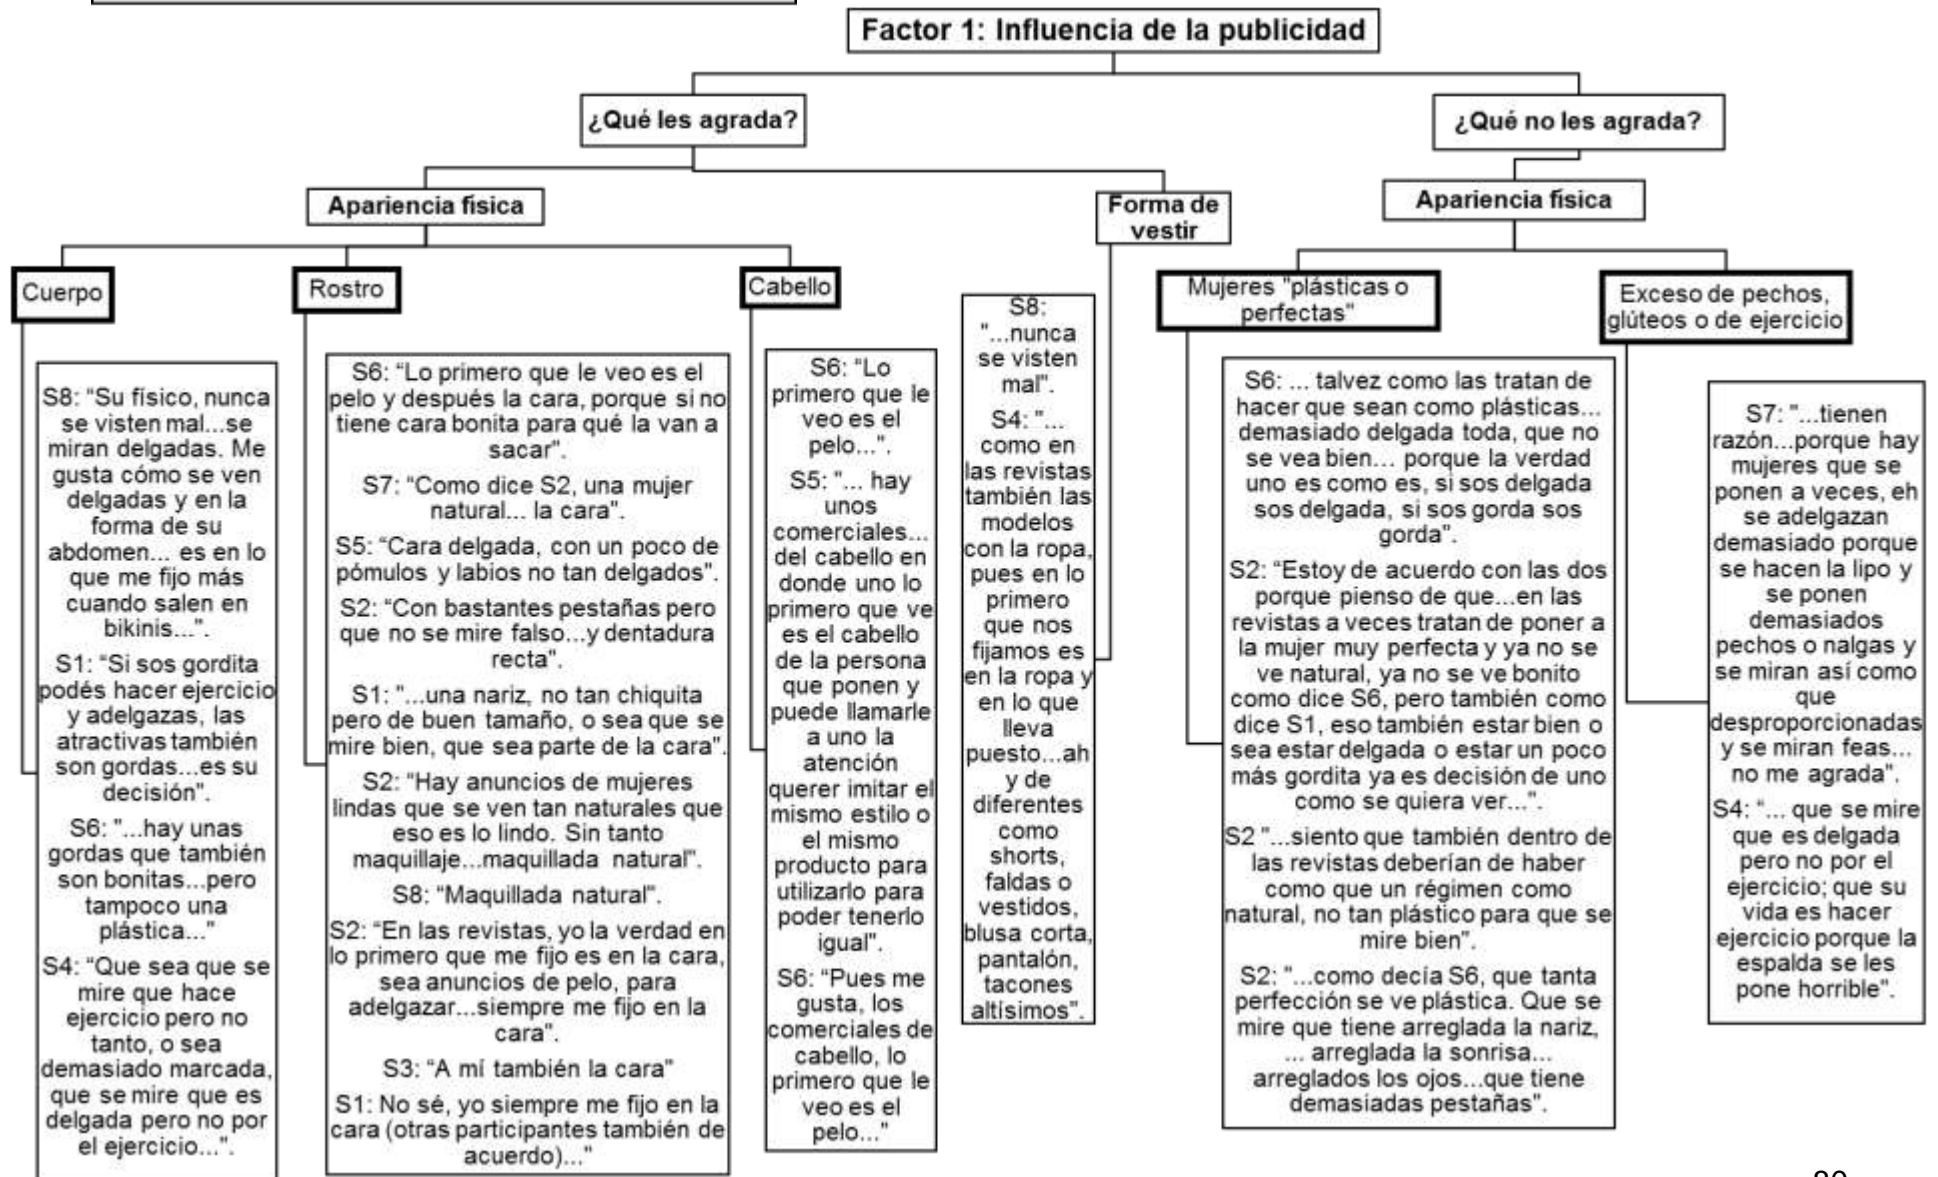 Factor 1: Influencia de la publicidad
¿Qué les agrada?
¿Qué no les agrada?
Apariencia física
Forma de
vestir
Apariencia física
Cuerpo
Rostro
Cabello
Mujeres "plásticas o
perfectas"
Exceso de pechos,
glúteos o de ejercicio
S8: “Su físico, nunca
se visten mal...se
miran delgadas. Me
gusta cómo se ven
delgadas y en la
forma de su
abdomen... es en lo
que me fijo más
cuando salen en
bikinis...”.
S1: “Si sos gordita
podés hacer ejercicio
y adelgazas, las
atractivas también
son gordas...es su
decisión”.
S6: "...hay unas
gordas que también
son bonitas...pero
tampoco una
plástica..."
S4: “Que sea que se
mire que hace
ejercicio pero no
tanto, o sea
demasiado marcada,
que se mire que es
delgada pero no por
el ejercicio...".
S6: “Lo primero que le veo es el
pelo y después la cara, porque si no
tiene cara bonita para qué la van a
sacar".
S7: “Como dice S2, una mujer
natural... la cara”.
S5: “Cara delgada, con un poco de
pómulos y labios no tan delgados”.
S2: “Con bastantes pestañas pero
que no se mire falso...y dentadura
recta”.
S1: "...una nariz, no tan chiquita
pero de buen tamaño, o sea que se
mire bien, que sea parte de la cara”.
S2: “Hay anuncios de mujeres
lindas que se ven tan naturales que
eso es lo lindo. Sin tanto
maquillaje...maquillada natural”.
S8: “Maquillada natural”.
S2: “En las revistas, yo la verdad en
lo primero que me fijo es en la cara,
sea anuncios de pelo, para
adelgazar...siempre me fijo en la
cara”.
S3: “A mí también la cara”
S1: No sé, yo siempre me fijo en la
cara (otras participantes también de
acuerdo)..."
S6: “Lo
primero que le
veo es el
pelo...”.
S5: "... hay
unos
comerciales...
del cabello en
donde uno lo
primero que ve
es el cabello
de la persona
que ponen y
puede llamarle
a uno la
atención
querer imitar el
mismo estilo o
el mismo
producto para
utilizarlo para
poder tenerlo
igual”.
S6: “Pues me
gusta, los
comerciales de
cabello, lo
primero que le
veo es el
pelo..."
S8:
"...nunca
se visten
mal".
S4: "...
como en
las revistas
también las
modelos
con la ropa,
pues en lo
primero
que nos
fijamos es
en la ropa y
en lo que
lleva
puesto...ah
y de
diferentes
como
shorts,
faldas o
vestidos,
blusa corta,
pantalón,
tacones
altísimos”.
S6: ... talvez como las tratan de
hacer que sean como plásticas...
demasiado delgada toda, que no
se vea bien... porque la verdad
uno es como es, si sos delgada
sos delgada, si sos gorda sos
gorda”.
S2: “Estoy de acuerdo con las dos
porque pienso de que...en las
revistas a veces tratan de poner a
la mujer muy perfecta y ya no se
ve natural, ya no se ve bonito
como dice S6, pero también como
dice S1, eso también estar bien o
sea estar delgada o estar un poco
más gordita ya es decisión de uno
como se quiera ver...”.
S2 "...siento que también dentro de
las revistas deberían de haber
como que un régimen como
natural, no tan plástico para que se
mire bien”.
S2: "...como decía S6, que tanta
perfección se ve plástica. Que se
mire que tiene arreglada la nariz,
... arreglada la sonrisa...
arreglados los ojos...que tiene
demasiadas pestañas”.
S7: "...tienen
razón...porque hay
mujeres que se
ponen a veces, eh
se adelgazan
demasiado porque
se hacen la lipo y
se ponen
demasiados
pechos o nalgas y
se miran así como
que
desproporcionadas
y se miran feas...
no me agrada”.
S4: “... que se mire
que es delgada
pero no por el
ejercicio; que su
vida es hacer
ejercicio porque la
espalda se les
pone horrible”.